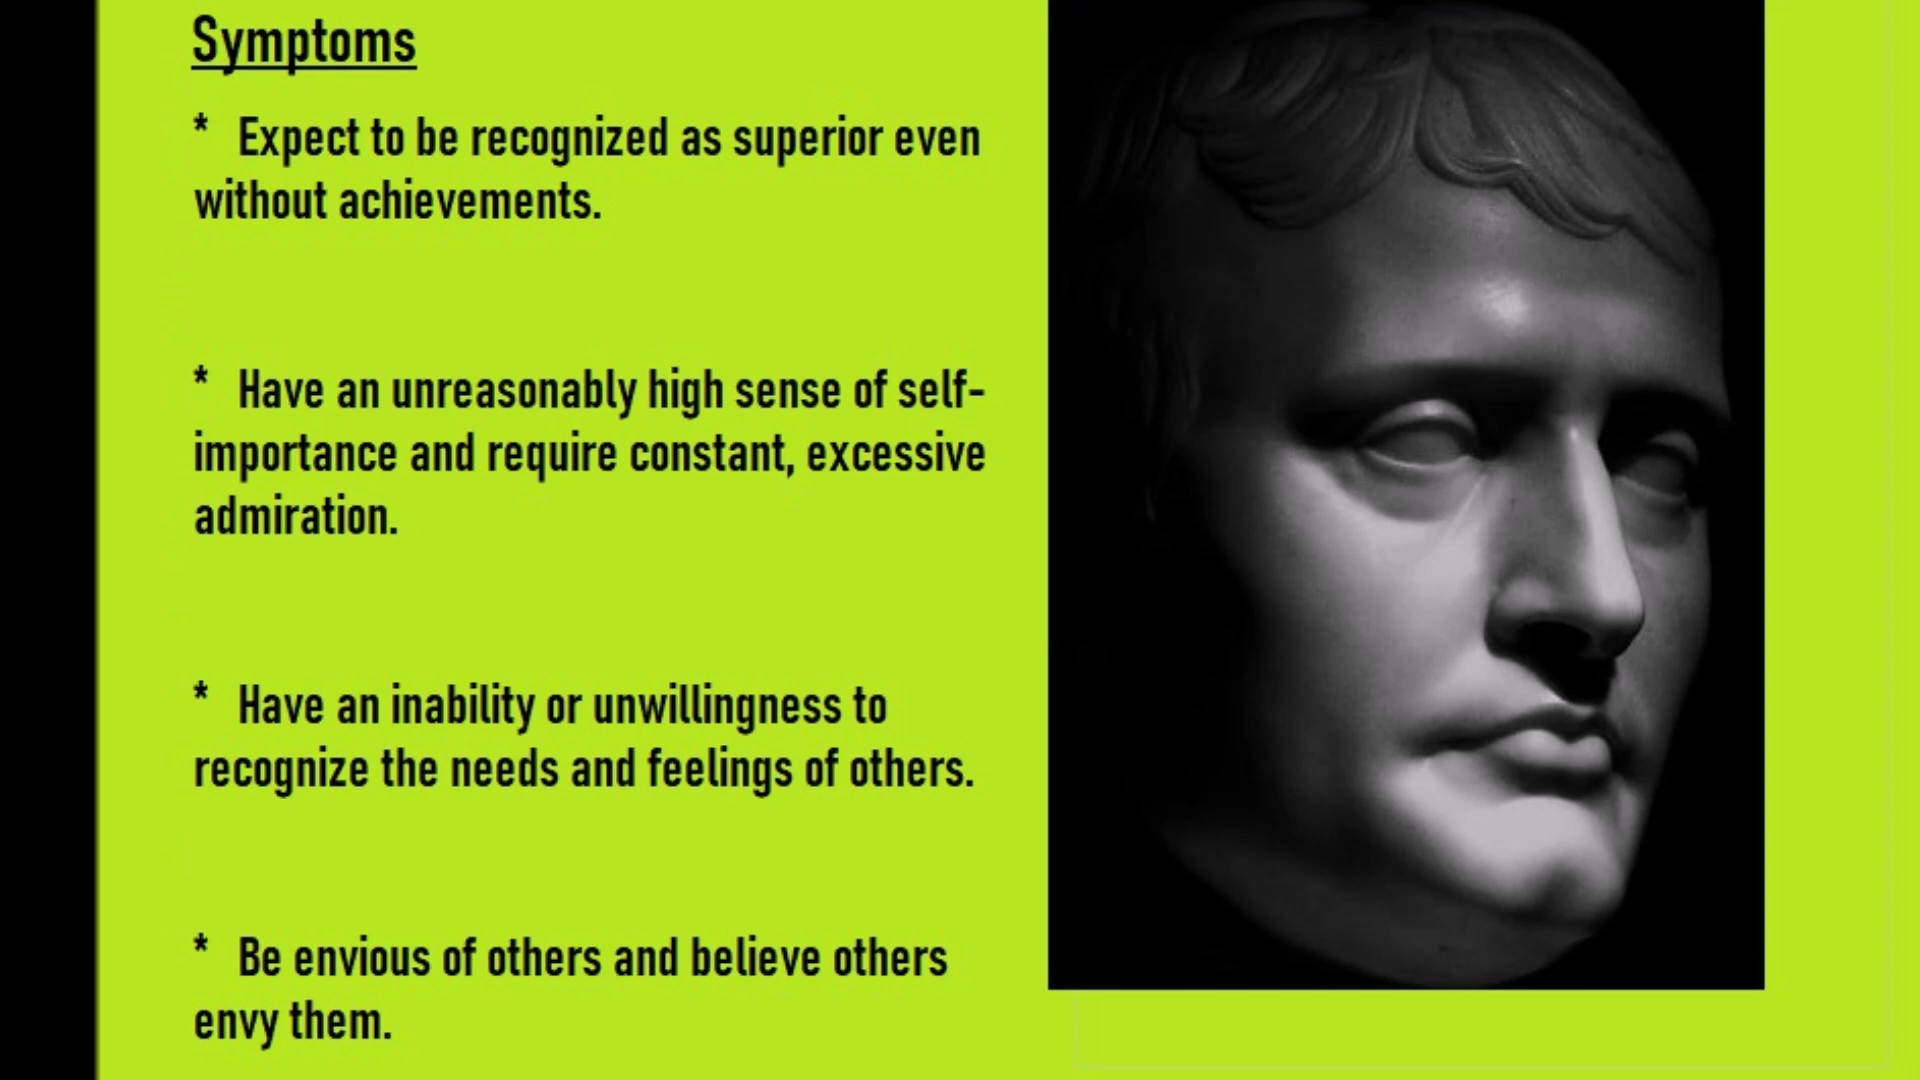 Symptoms
* Expect to be recognized as superior even
without achievements.
* Have an unreasonably high sense of self-
importance and require constant, excessive
admiration.
* Have an inability or unwillingness to
recognize the needs and feelings of others.
* Be envious of others and believe others
envy them.